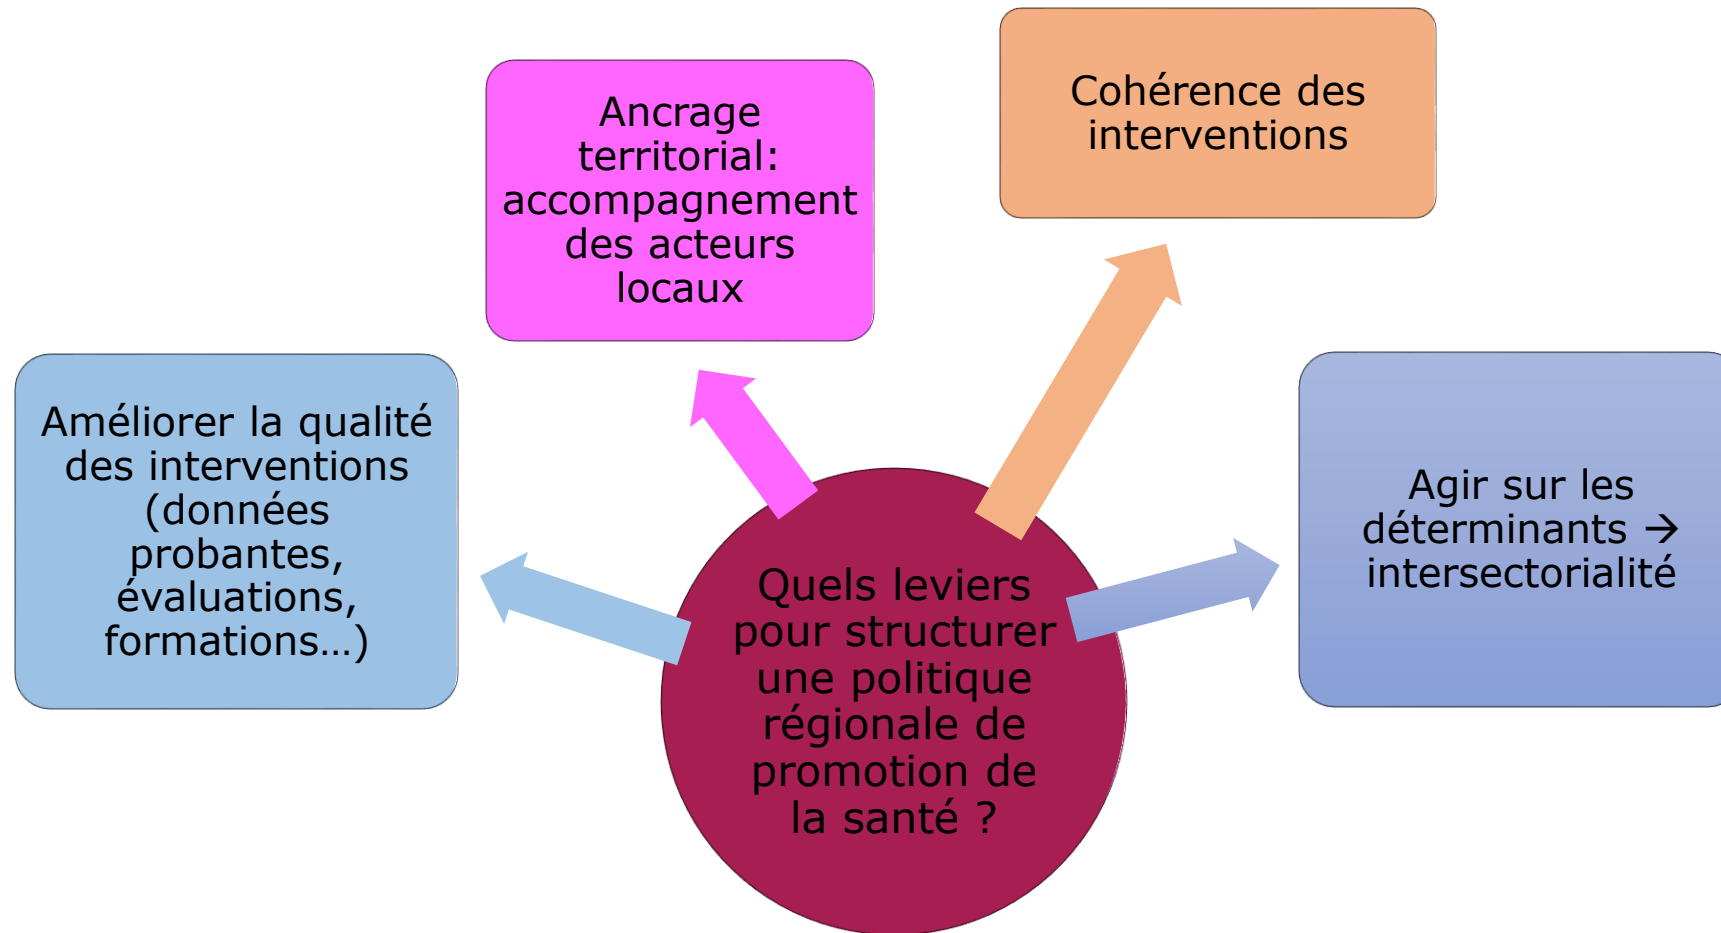 Cohérence des
interventions
Ancrage
territorial:
accompagnement
des acteurs
locaux
Améliorer la qualité
des interventions
(données
probantes,
évaluations,
formations…)
Agir sur les
déterminants →
intersectorialité
Quels leviers
pour structurer
une politique
régionale de
promotion de
la santé ?